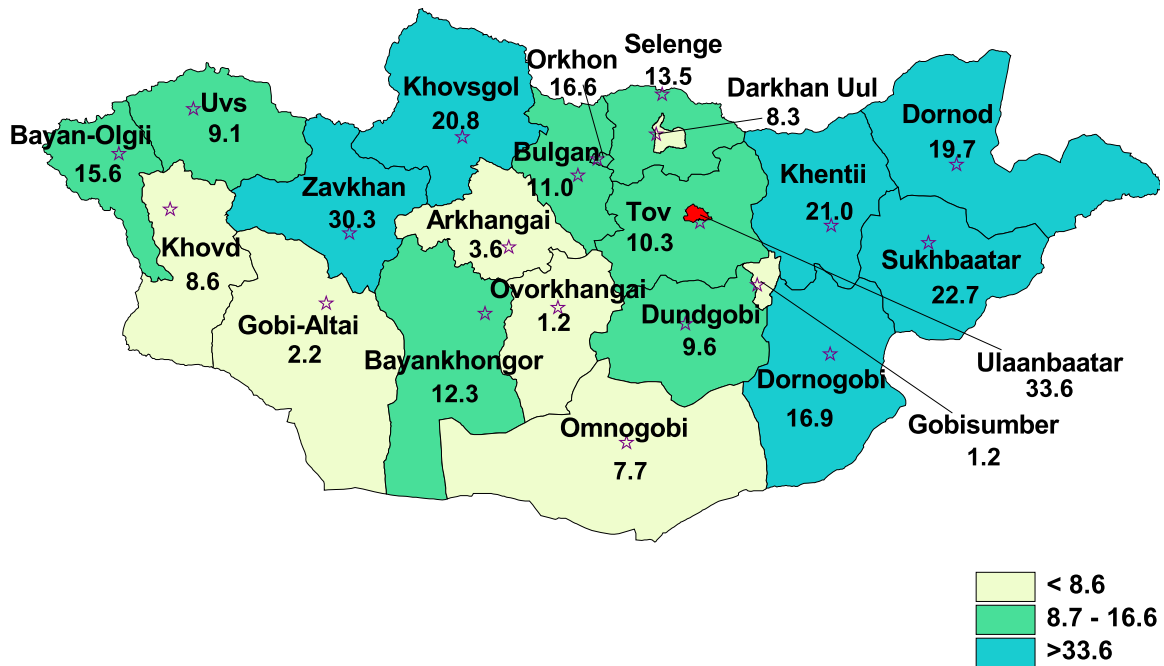 Selenge
13.5
Orkhon
16.6
Darkhan Uul
8.3
Khovsgol
20.8
Uvs
9.1
Dornod
19.7
Bayan-Olgii
15.6
Bulgan
11.0
Khentii
21.0
Zavkhan
30.3
Arkhangai
3.6
Tov
10.3
Khovd
8.6
Sukhbaatar
22.7
Ovorkhangai
1.2
Gobi-Altai
2.2
Dundgobi
9.6
Bayankhongor
12.3
Dornogobi
16.9
Ulaanbaatar
33.6
Omnogobi
7.7
Gobisumber
1.2
< 8.6
8.7 - 16.6
>33.6